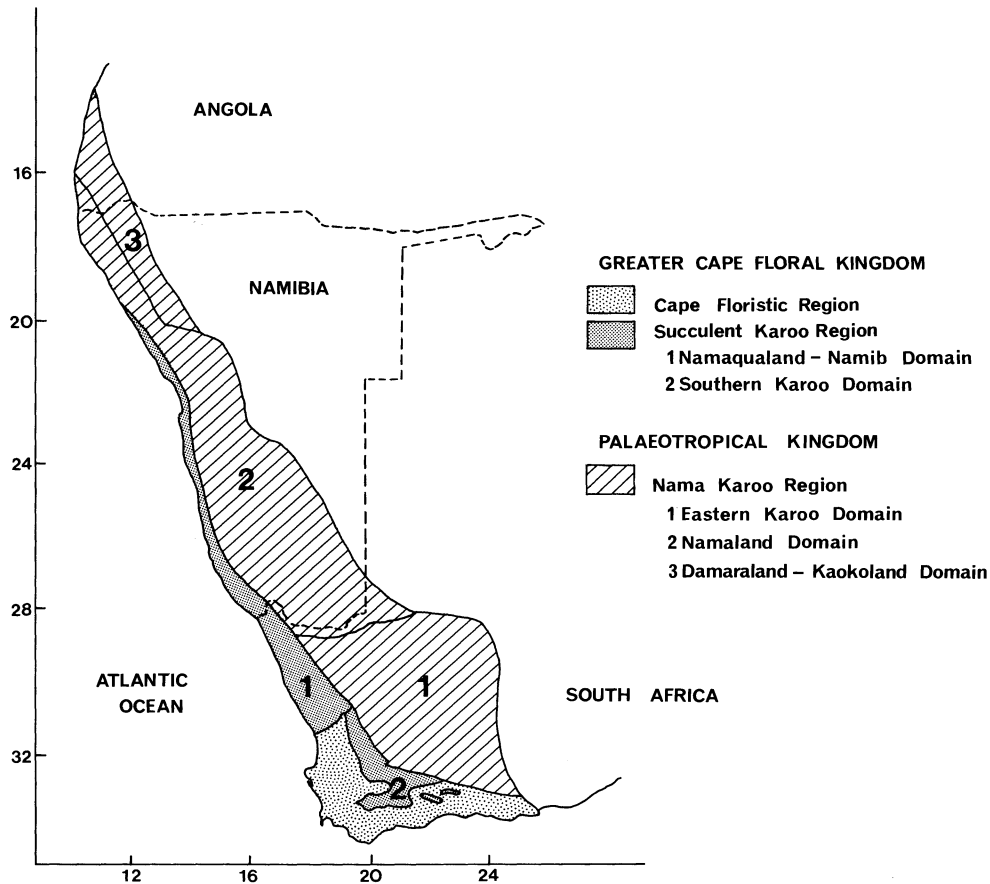 ANGOLA
16
3
GREATER CAPE FLORAL KINGDOM
NAMIBIA
Cape Floristic Region
20
Succulent Karoo Region
1 Namaqualand – Namib Domain
2 Southern Karoo Domain
PALAEOTROPICAL KINGDOM
24
2
Nama Karoo Region
1 Eastern Karoo Domain
2 Namaland Domain
3 Damaraland – Kaokoland Domain
28
ATLANTIC
OCEAN
1
1
SOUTH AFRICA
32
2
12 16 20 24